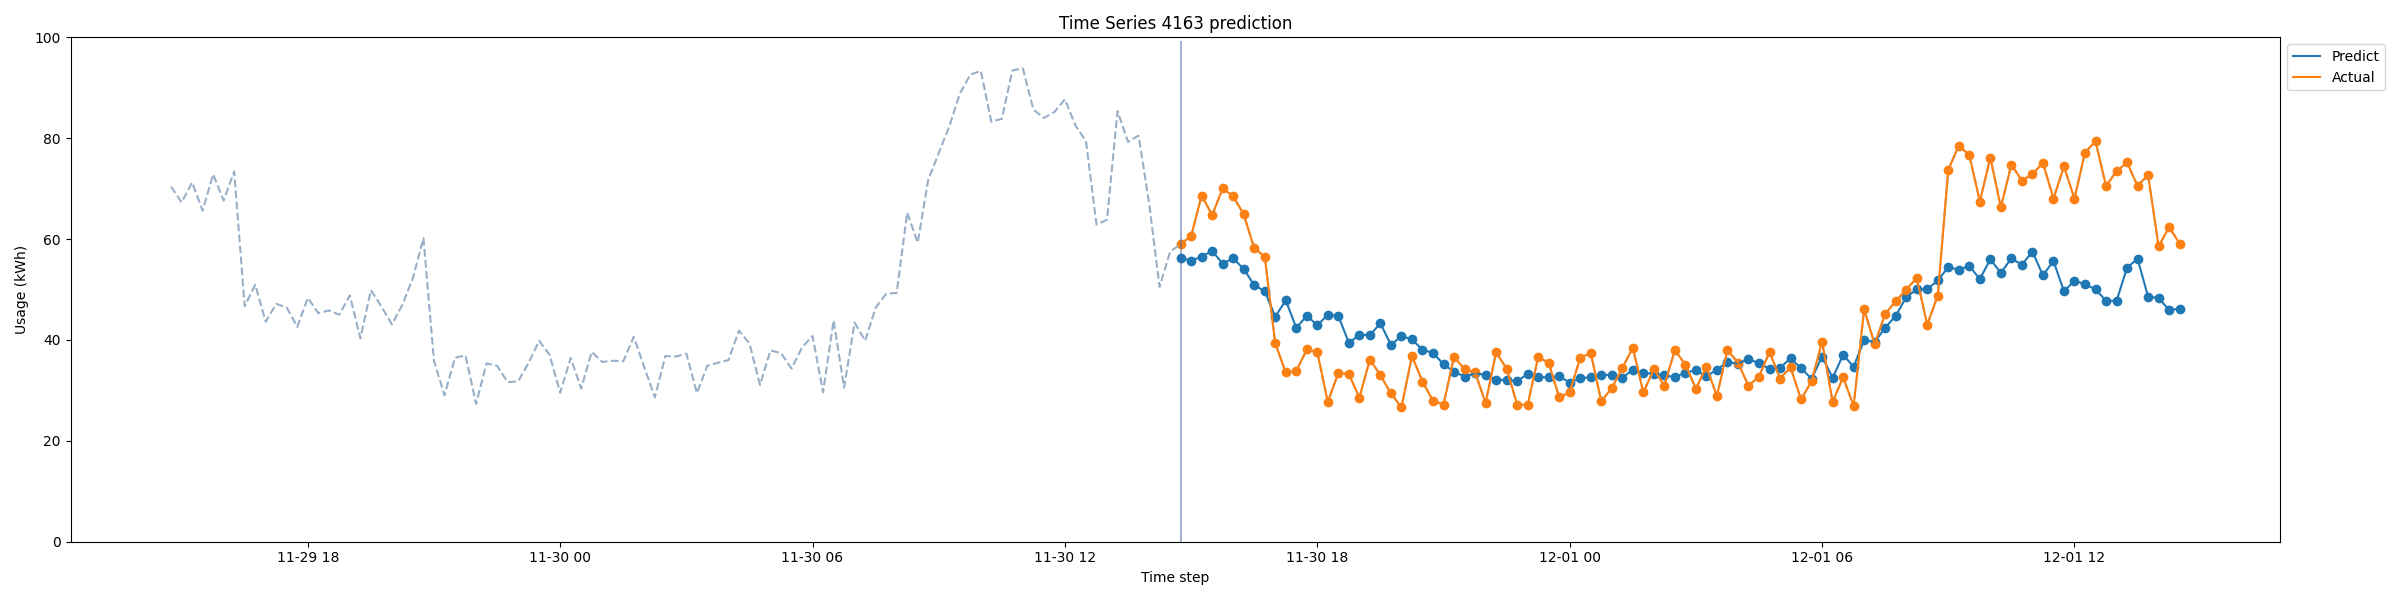 Time Series 4163 prediction
Predict
Actual
100
80
60
40
20
0
Usage (kWh)
11-29 18
11-30 00
11-30 06
11-30 12
11-30 18
12-01 00
12-01 06
12-01 12
Time step